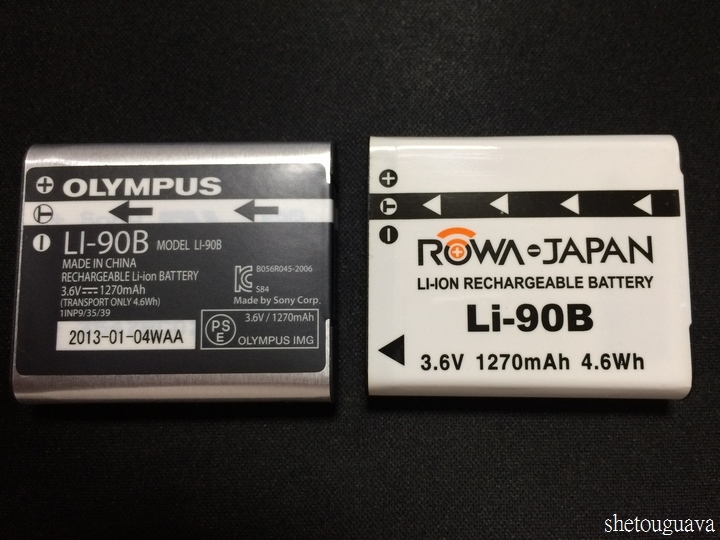 OLYMPUS
LI-90B MODEL LI-90B
MADE IN CHINA
RECHARGEABLE Li-ion BATTERY
3.6V⎓1270mAh
(TRANSPORT ONLY 4.6Wh)
1INP9/35/39
2013-01-04WAA
B056R045-2006
S84
Made by Sony Corp.
3.6V / 1270mAh
PS
E
OLYMPUS IMG
ROWA-JAPAN
LI-ION RECHARGEABLE BATTERY
Li-90B
3.6V 1270mAh 4.6Wh
shetouguava